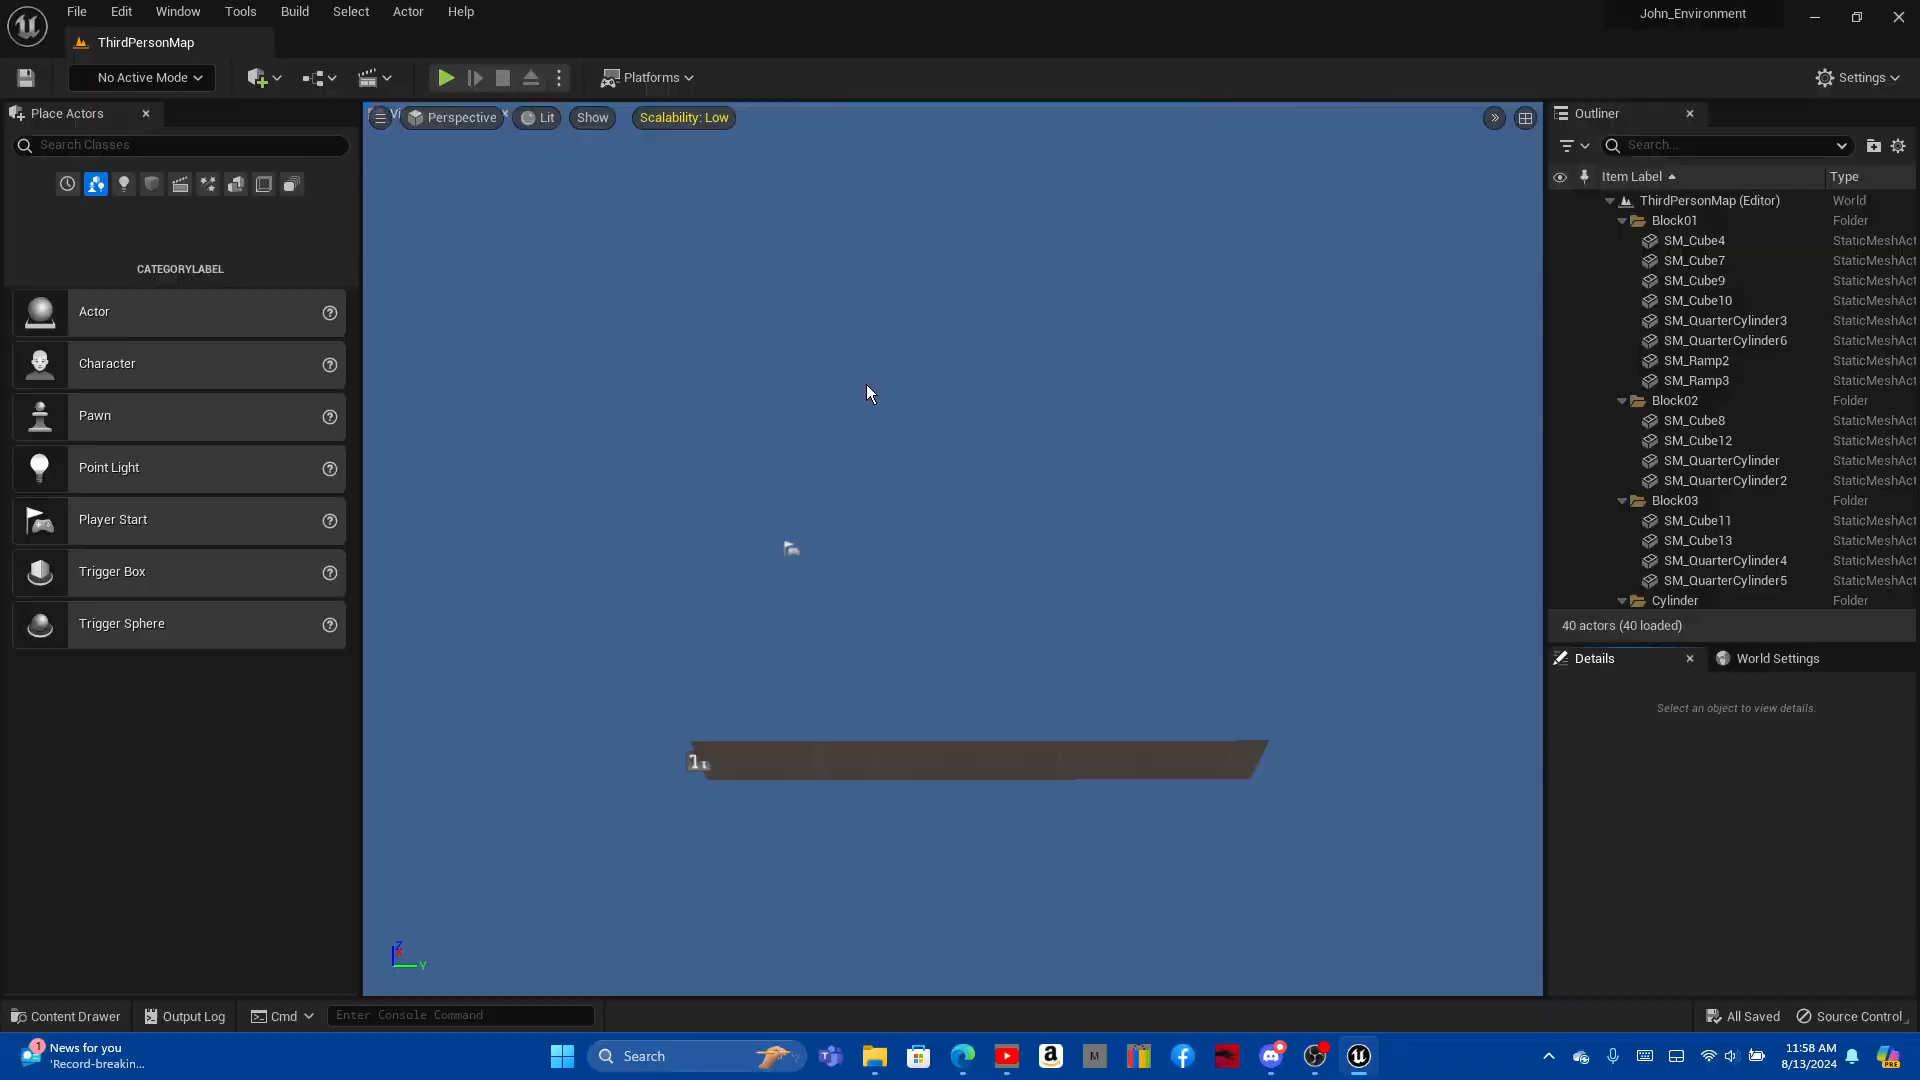 File Edit Window Tools Build Select Actor Help
John_Environment
ThirdPersonMap
No Active Mode
Platforms
Settings
Place Actors
Search Classes
CATEGORYLABEL
Actor
Character
Pawn
Point Light
Player Start
Trigger Box
Trigger Sphere
Perspective
Lit
Show
Scalability: Low
Z
Y
Outliner
Search...
Item Label
Type
ThirdPersonMap (Editor) World
Block01 Folder
SM_Cube4 StaticMeshAct
SM_Cube7 StaticMeshAct
SM_Cube9 StaticMeshAct
SM_Cube10 StaticMeshAct
SM_QuarterCylinder3 StaticMeshAct
SM_QuarterCylinder6 StaticMeshAct
SM_Ramp2 StaticMeshAct
SM_Ramp3 StaticMeshAct
Block02 Folder
SM_Cube8 StaticMeshAct
SM_Cube12 StaticMeshAct
SM_QuarterCylinder StaticMeshAct
SM_QuarterCylinder2 StaticMeshAct
Block03 Folder
SM_Cube11 StaticMeshAct
SM_Cube13 StaticMeshAct
SM_QuarterCylinder4 StaticMeshAct
SM_QuarterCylinder5 StaticMeshAct
Cylinder Folder
40 actors (40 loaded)
Details
World Settings
Select an object to view details.
Content Drawer
Output Log
Cmd
Enter Console Command
All Saved
Source Control
1
News for you
'Record-breakin...
Search
M
PRE
11:58 AM
8/13/2024